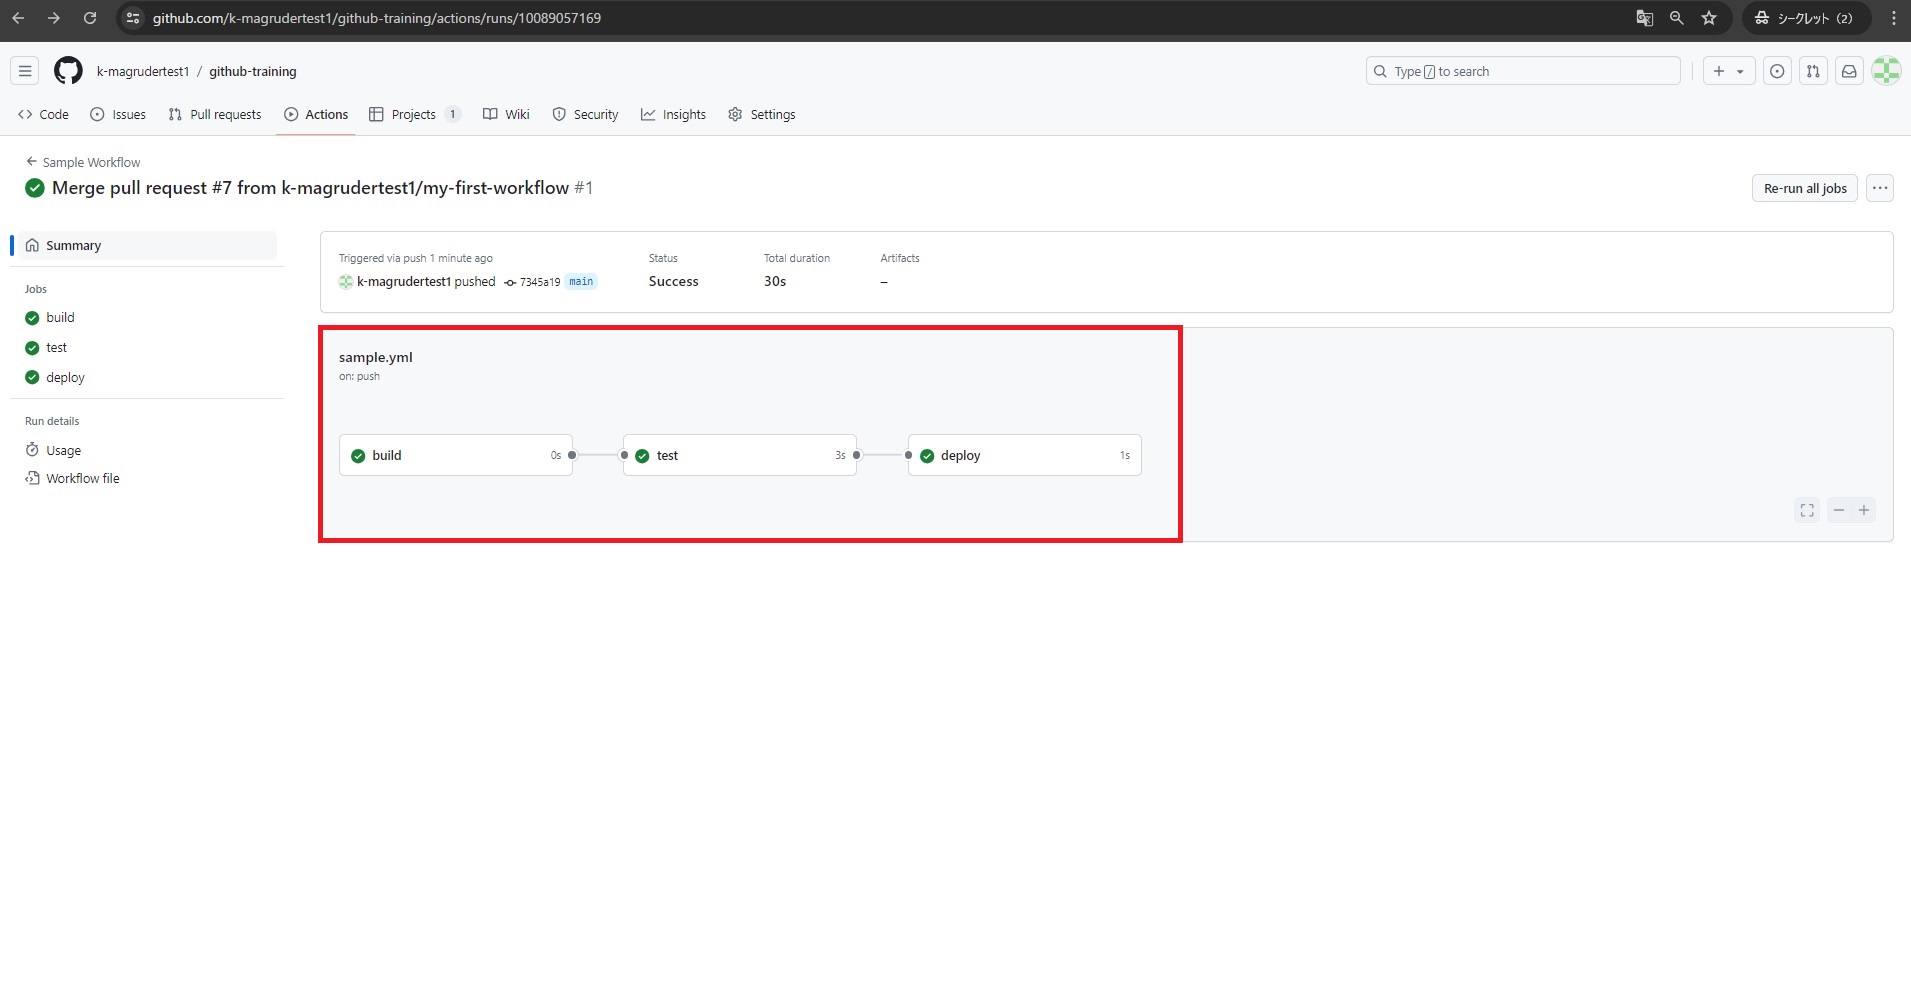 github.com/k-magrudertest1/github-training/actions/runs/10089057169
シークレット (2)
k-magrudertest1 / github-training
Type / to search
Code
Issues
Pull requests
Actions
Projects 1
Wiki
Security
Insights
Settings
Sample Workflow
Merge pull request #7 from k-magrudertest1/my-first-workflow #1
Re-run all jobs
Summary
Jobs
build
test
deploy
Run details
Usage
Workflow file
Triggered via push 1 minute ago
k-magrudertest1 pushed 7345a19 main
Status
Success
Total duration
30s
Artifacts
–
sample.yml
on: push
build 0s
test 3s
deploy 1s